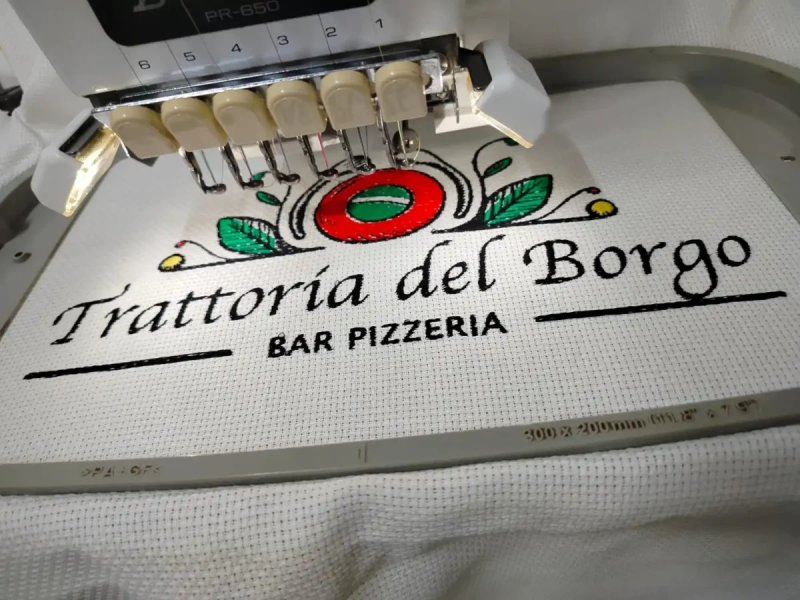 PR-650
6 5 4 3 2 1
Trattoria del Borgo
BAR PIZZERIA
300 x 200mm